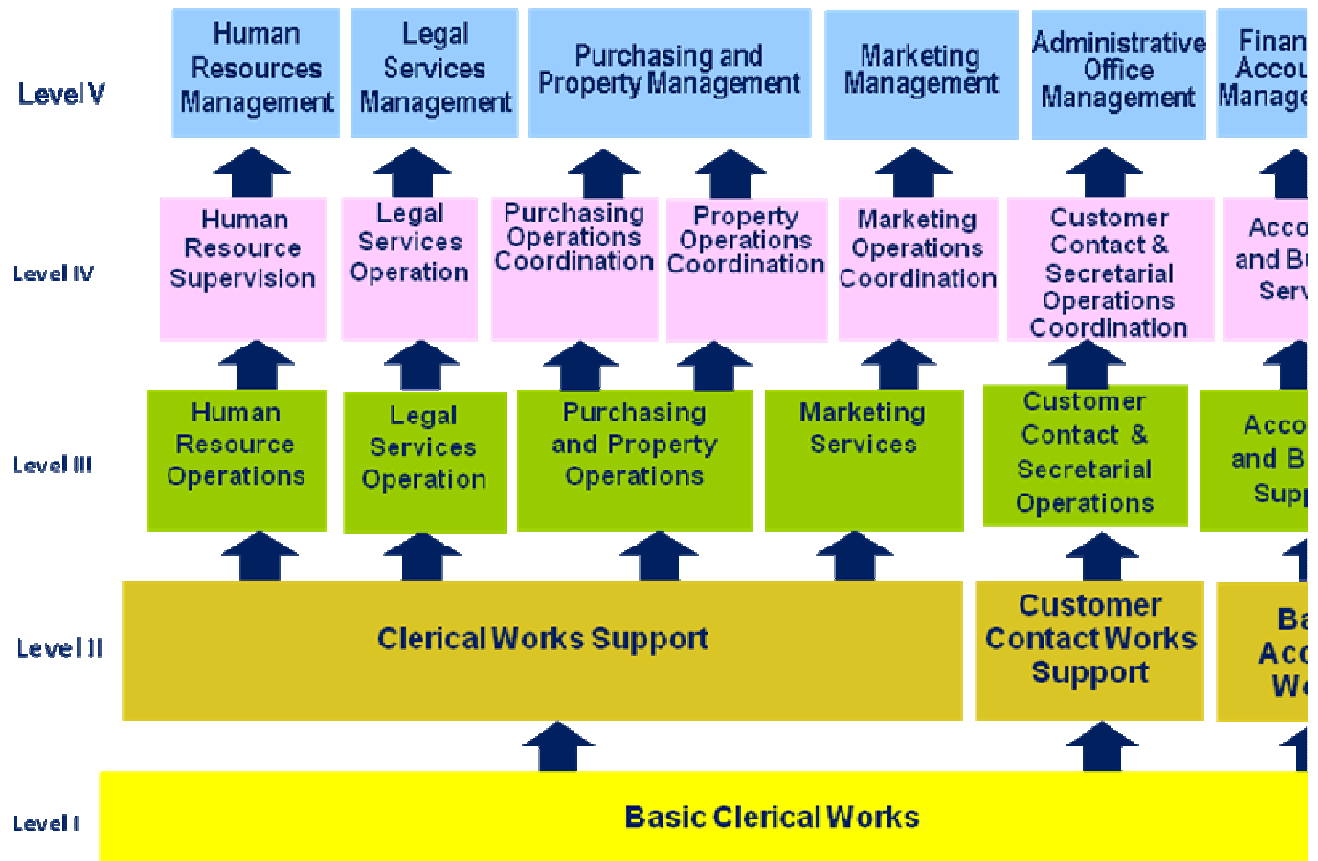 Level V
Human
Resources
Management
Legal
Services
Management
Purchasing and
Property Management
Marketing
Management
Administrative
Office
Management
Level IV
Human
Resource
Supervision
Legal
Services
Operation
Purchasing
Operations
Coordination
Property
Operations
Coordination
Marketing
Operations
Coordination
Customer
Contact &
Secretarial
Operations
Coordination
and
Level III
Human
Resource
Operations
Legal
Services
Operation
Purchasing
and Property
Operations
Marketing
Services
Customer
Contact &
Secretarial
Operations
and
Level II
Clerical Works Support
Customer
Contact Works
Support
Level I
Basic Clerical Works